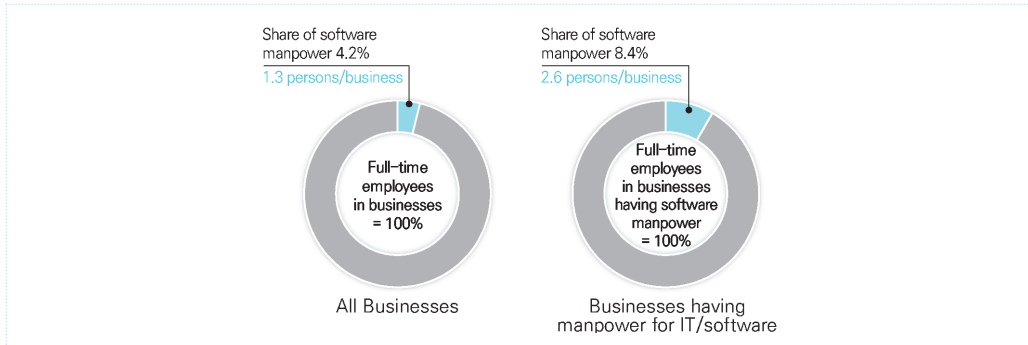 Share of software
manpower 4.2%
1.3 persons/business
Full-time
employees
in businesses
= 100%
All Businesses
Share of software
manpower 8.4%
2.6 persons/business
Full-time
employees
in businesses
having software
manpower
= 100%
Businesses having
manpower for IT/software